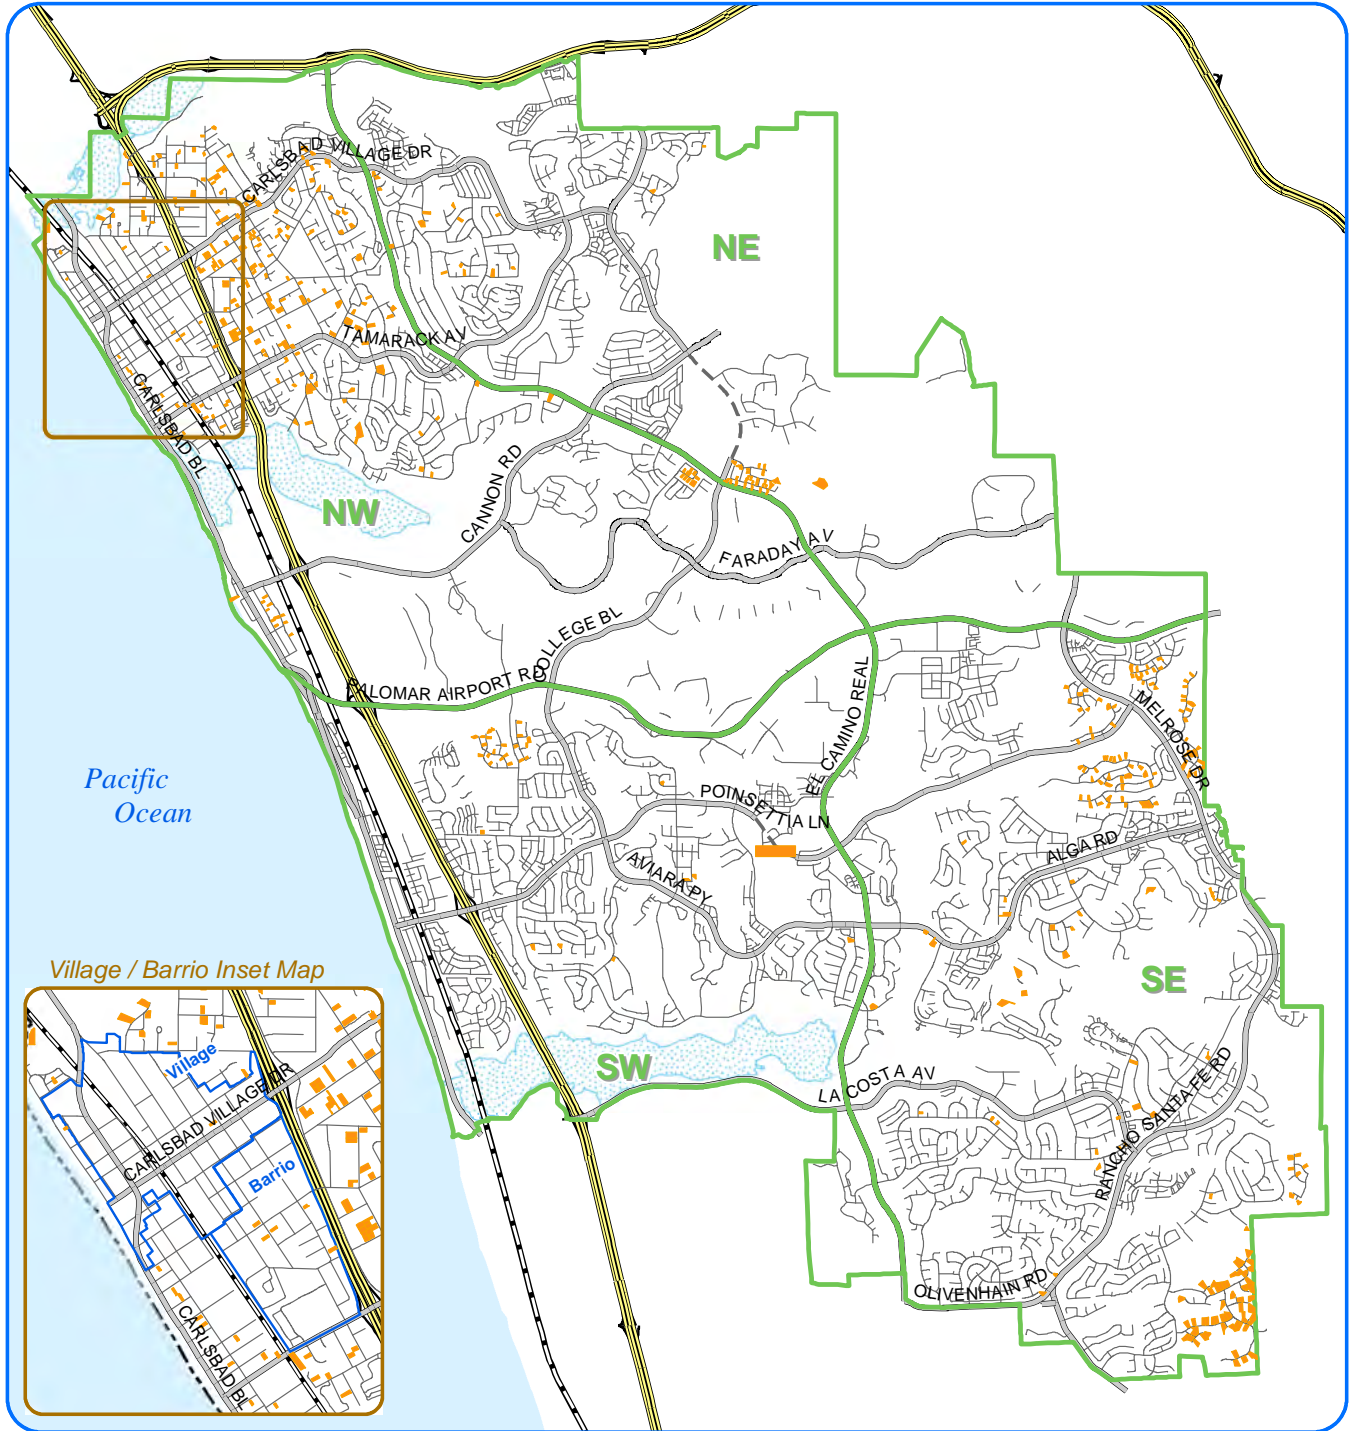 CARLSBAD VILLAGE DR
NE
TAMARACK AV
CARLSBAD BL
CANNON RD
NW
FARADAY AV
COLLEGE BL
PALOMAR AIRPORT RD
EL CAMINO REAL
MELROSE DR
Pacific
Ocean
POINSETTIA LN
ALGA RD
AVIARA PY
SE
Village / Barrio Inset Map
SW
LA COSTA AV
RANCHO SANTA FE RD
OLIVENHAIN RD
Village
CARLSBAD VILLAGE DR
Barrio
CARLSBAD BL